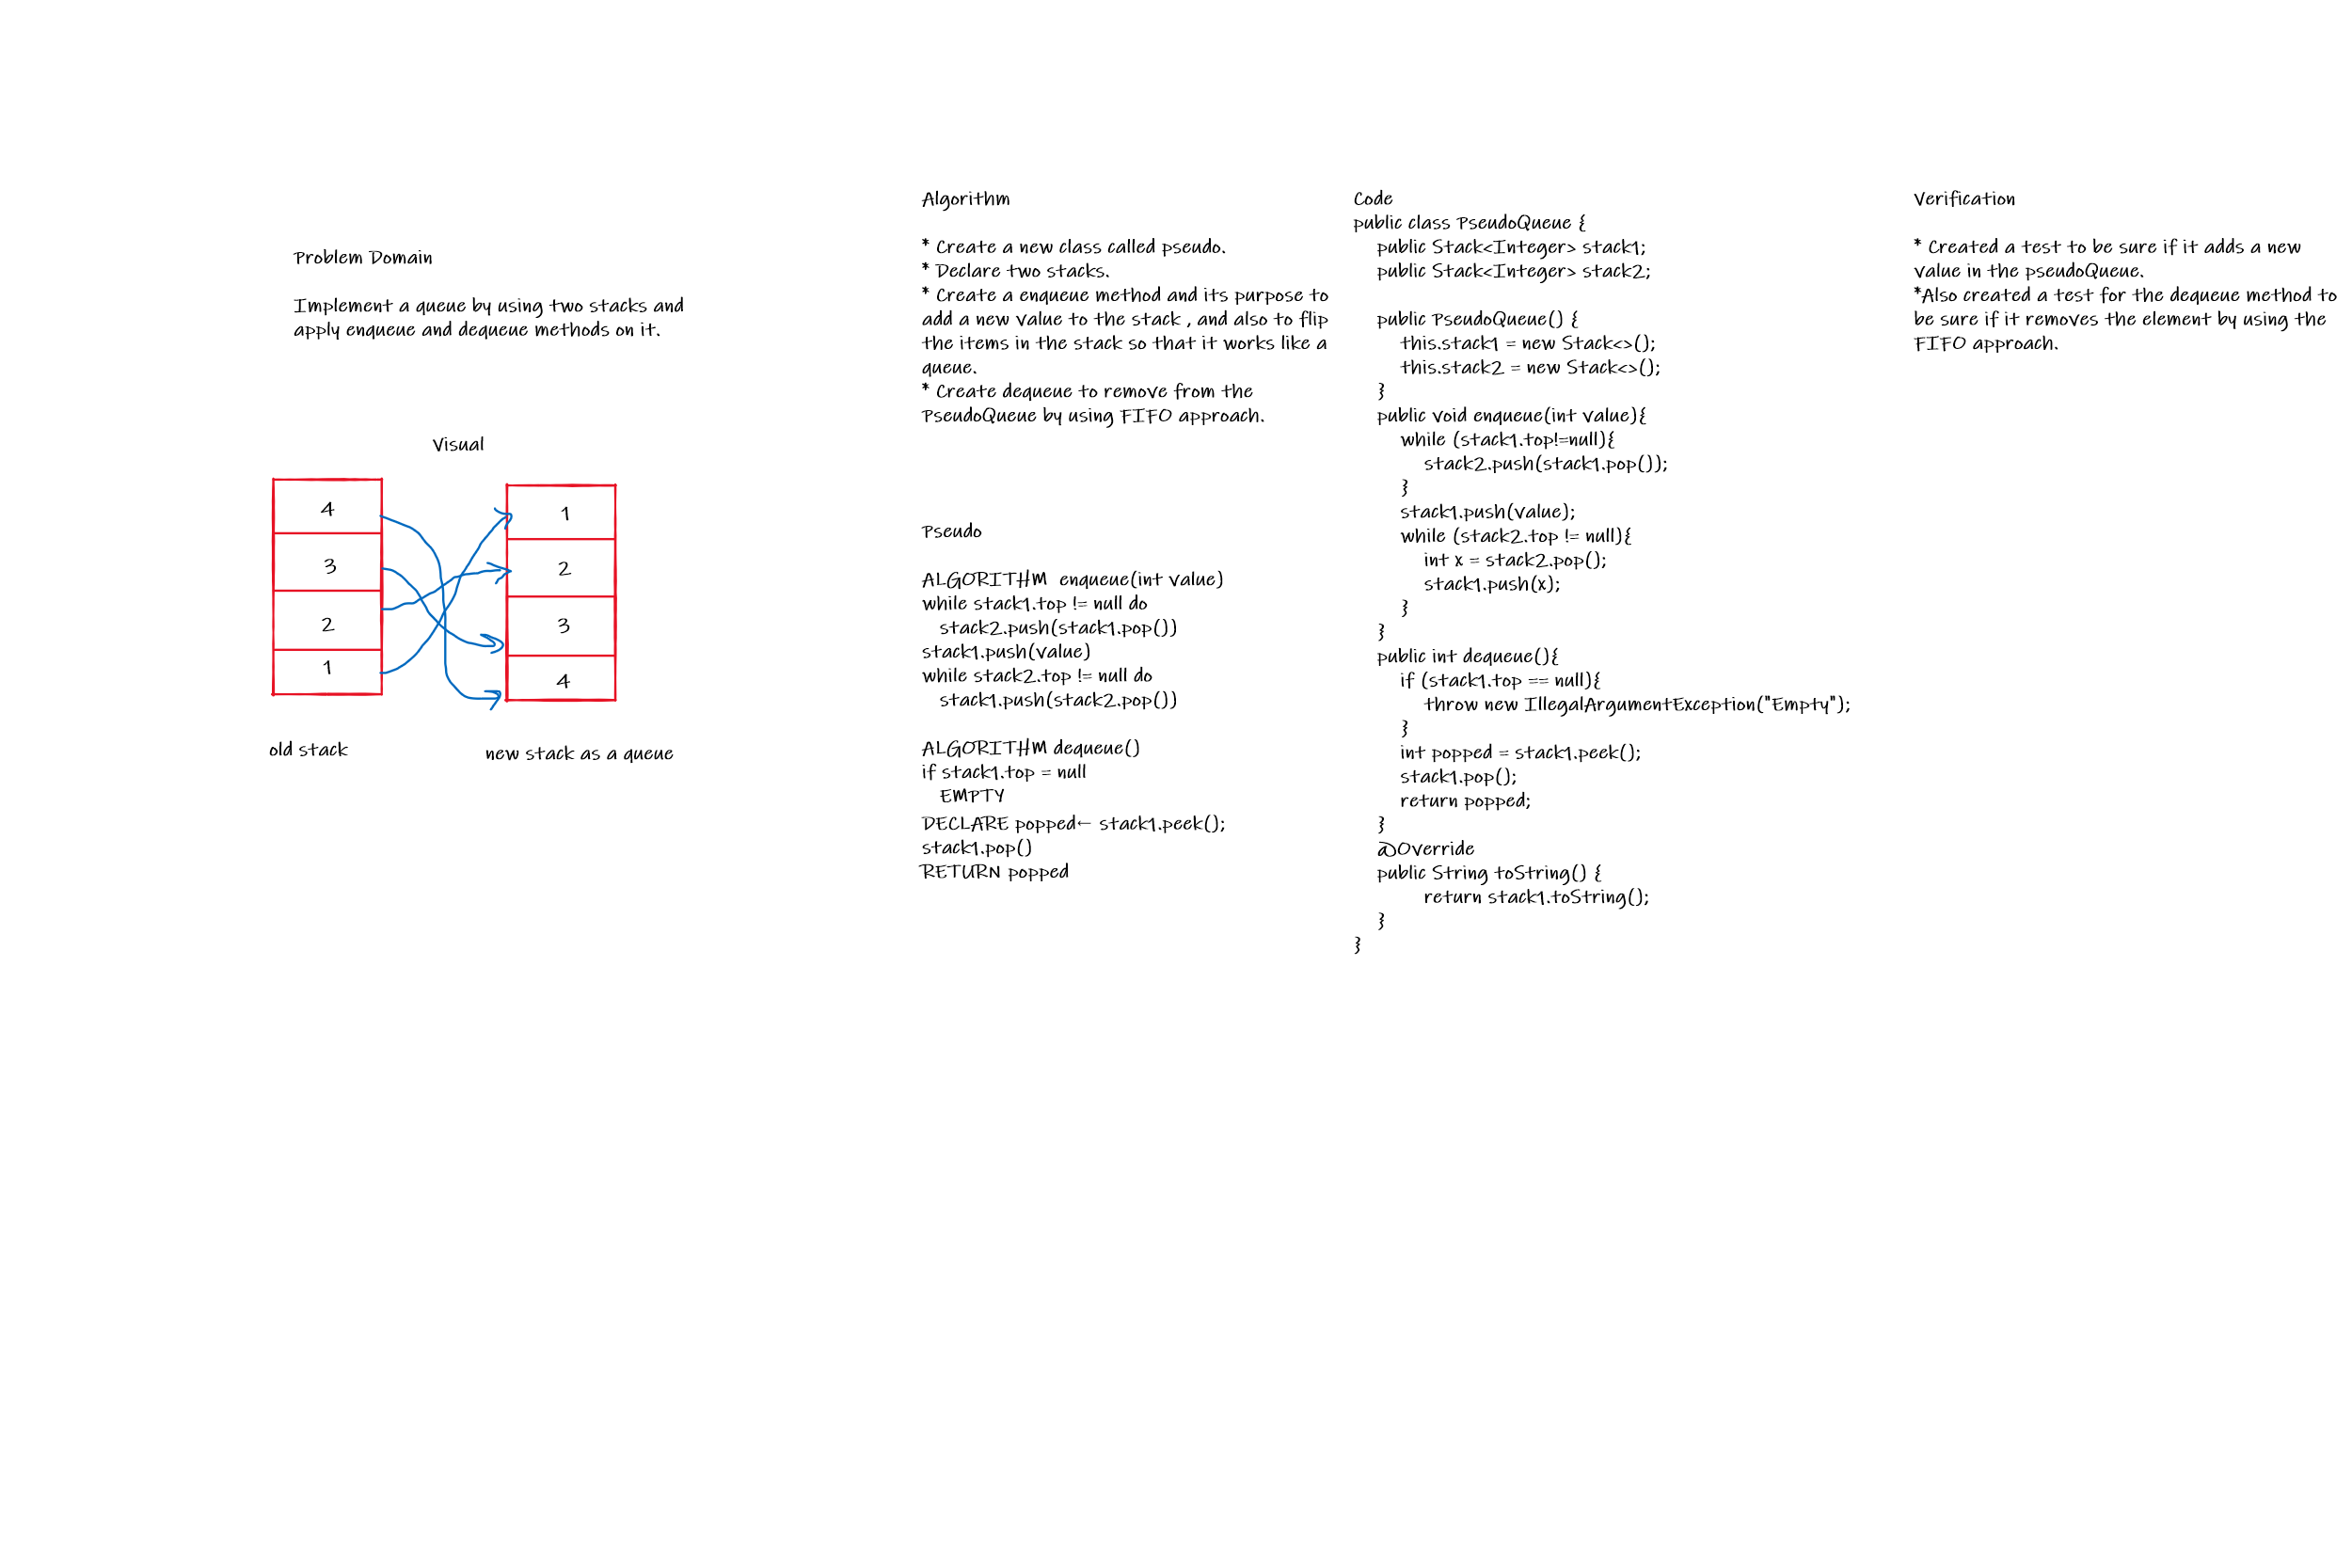 Problem Domain
Implement a queue by using two stacks and
apply enqueue and dequeue methods on it.
Visual
4
3
2
1
1
2
3
4
old stack
new stack as a queue
Algorithm
* Create a new class called pseudo.
* Declare two stacks.
* Create a enqueue method and its purpose to
add a new value to the stack , and also to flip
the items in the stack so that it works like a
queue.
* Create dequeue to remove from the
PseudoQueue by using FIFO approach.
Pseudo
ALGORITHM  enqueue(int value)
while stack1.top != null do
stack2.push(stack1.pop())
stack1.push(value)
while stack2.top != null do
stack1.push(stack2.pop())
ALGORITHM dequeue()
if stack1.top = null
EMPTY
DECLARE popped← stack1.peek();
stack1.pop()
RETURN popped
Code
public class PseudoQueue {
public Stack<Integer> stack1;
public Stack<Integer> stack2;
public PseudoQueue() {
this.stack1 = new Stack<>();
this.stack2 = new Stack<>();
}
public void enqueue(int value){
while (stack1.top!=null){
stack2.push(stack1.pop());
}
stack1.push(value);
while (stack2.top != null){
int x = stack2.pop();
stack1.push(x);
}
}
public int dequeue(){
if (stack1.top == null){
throw new IllegalArgumentException("Empty");
}
int popped = stack1.peek();
stack1.pop();
return popped;
}
@Override
public String toString() {
return stack1.toString();
}
}
Verification
* Created a test to be sure if it adds a new
value in the pseudoQueue.
*Also created a test for the dequeue method to
be sure if it removes the element by using the
FIFO approach.